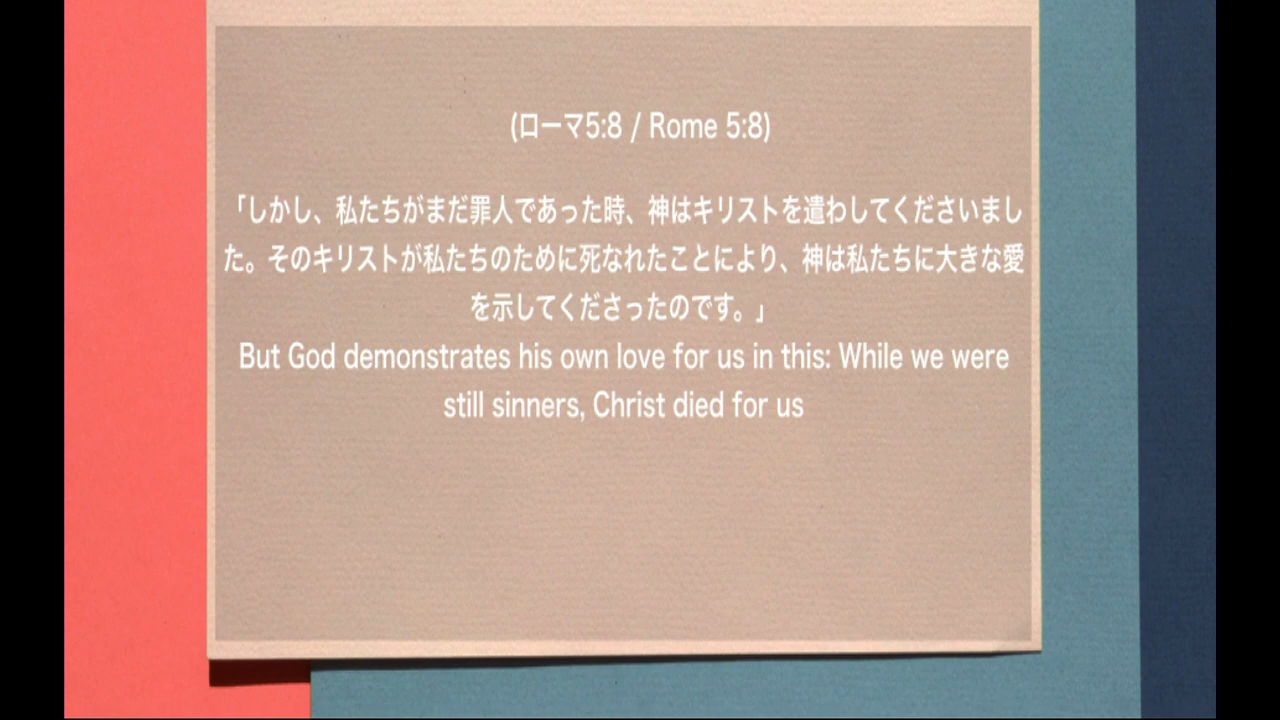 (ローマ5:8 / Rome 5:8)
「しかし、私たちがまだ罪人であった時、神はキリストを遣わしてくださいまし
た。そのキリストが私たちのために死なれたことにより、神は私たちに大きな愛
を示してくださったのです。」
But God demonstrates his own love for us in this: While we were
still sinners, Christ died for us